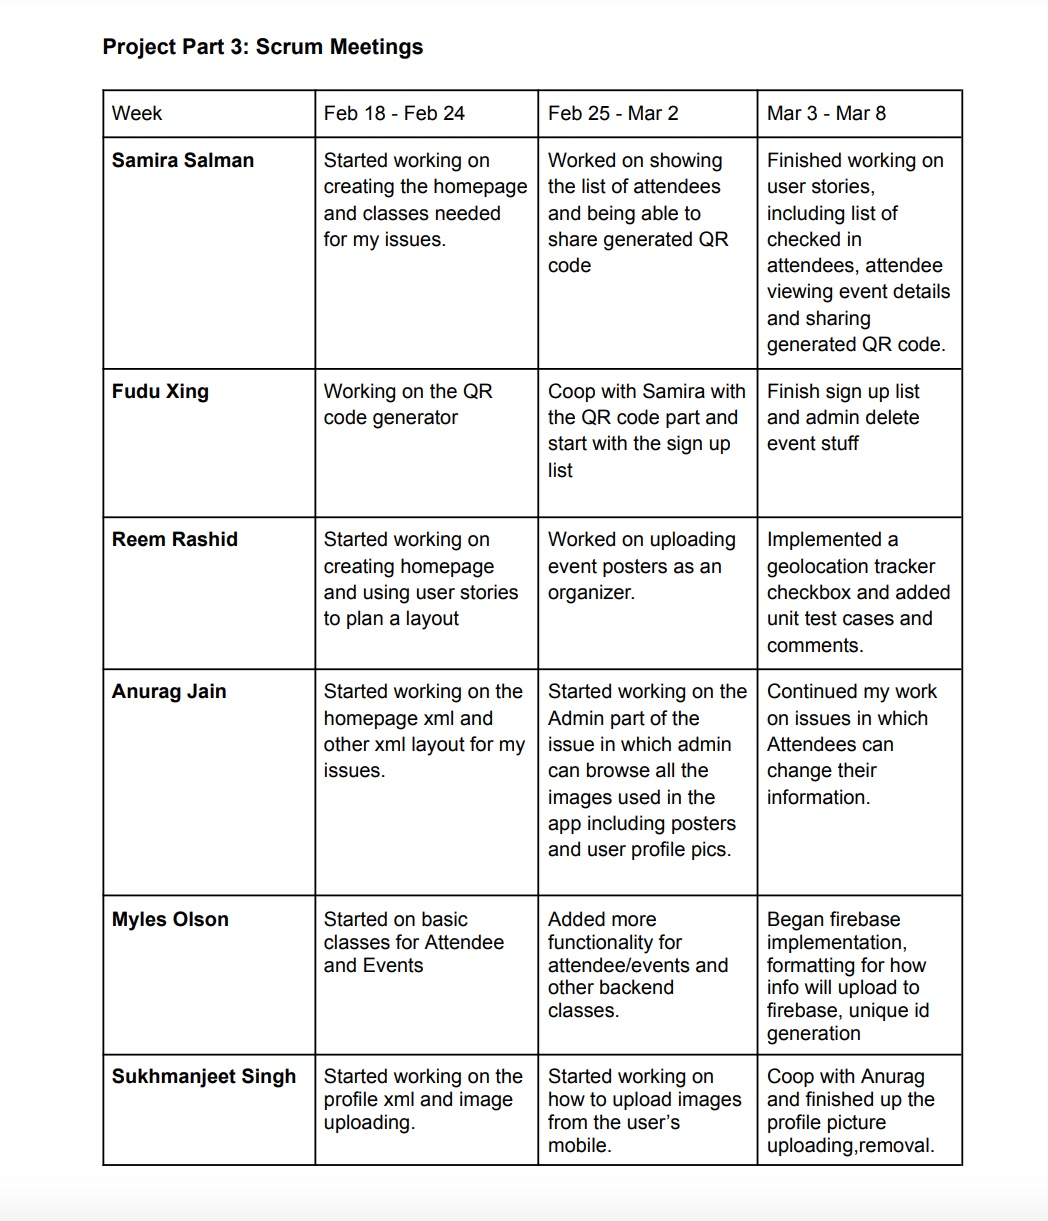 Project Part 3: Scrum Meetings
Week
Feb 18 - Feb 24
Feb 25 - Mar 2
Mar 3 - Mar 8
Samira Salman
Started working on
creating the homepage
and classes needed
for my issues.
Worked on showing
the list of attendees
and being able to
share generated QR
code
Finished working on
user stories,
including list of
checked in
attendees, attendee
viewing event details
and sharing
generated QR code.
Fudu Xing
Working on the QR
code generator
Coop with Samira with
the QR code part and
start with the sign up
list
Finish sign up list
and admin delete
event stuff
Reem Rashid
Started working on
creating homepage
and using user stories
to plan a layout
Worked on uploading
event posters as an
organizer.
Implemented a
geolocation tracker
checkbox and added
unit test cases and
comments.
Anurag Jain
Started working on the
homepage xml and
other xml layout for my
issues.
Started working on the
Admin part of the
issue in which admin
can browse all the
images used in the
app including posters
and user profile pics.
Continued my work
on issues in which
Attendees can
change their
information.
Myles Olson
Started on basic
classes for Attendee
and Events
Added more
functionality for
attendee/events and
other backend
classes.
Began firebase
implementation,
formatting for how
info will upload to
firebase, unique id
generation
Sukhmanjeet Singh
Started working on the
profile xml and image
uploading.
Started working on
how to upload images
from the user’s
mobile.
Coop with Anurag
and finished up the
profile picture
uploading,removal.